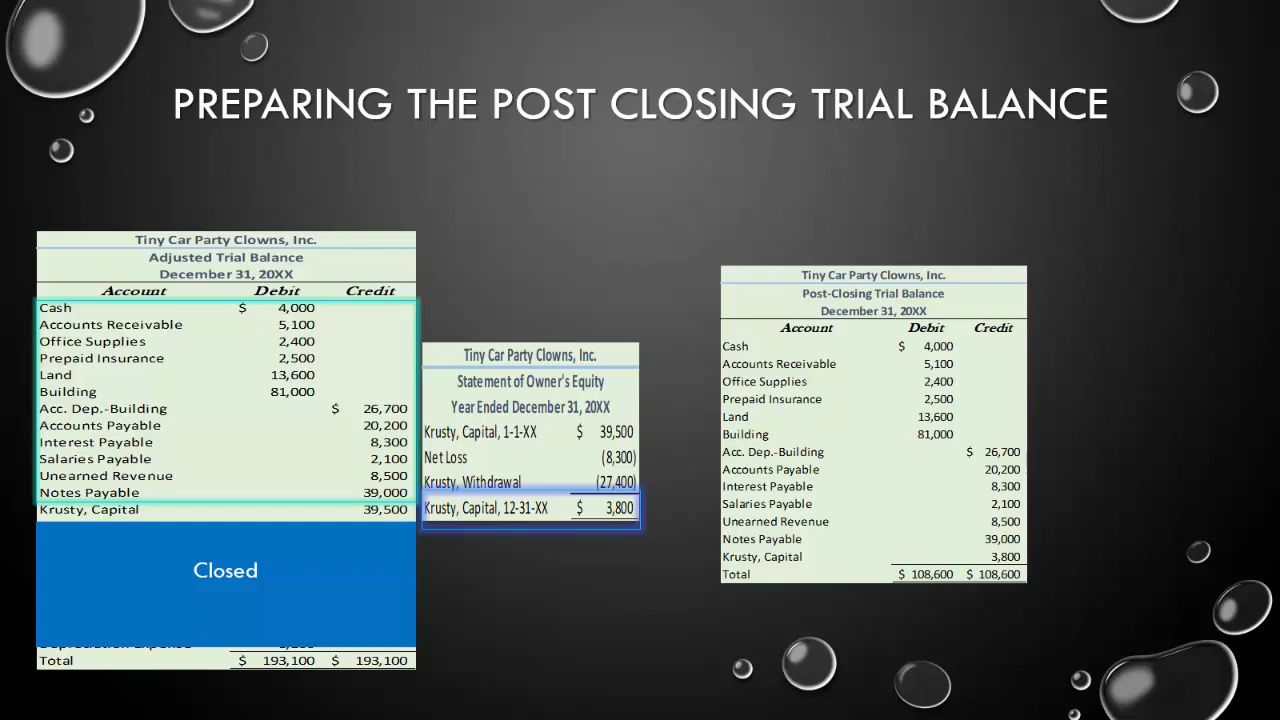 PREPARING THE POST CLOSING TRIAL BALANCE
Tiny Car Party Clowns, Inc.
Adjusted Trial Balance
December 31, 20XX
Account Debit Credit
Cash $ 4,000
Accounts Receivable 5,100
Office Supplies 2,400
Prepaid Insurance 2,500
Land 13,600
Building 81,000
Acc. Dep.-Building $ 26,700
Accounts Payable 20,200
Interest Payable 8,300
Salaries Payable 2,100
Unearned Revenue 8,500
Notes Payable 39,000
Krusty, Capital 39,500
Closed
Total $ 193,100 $ 193,100
Tiny Car Party Clowns, Inc.
Statement of Owner's Equity
Year Ended December 31, 20XX
Krusty, Capital, 1-1-XX $ 39,500
Net Loss (8,300)
Krusty, Withdrawal (27,400)
Krusty, Capital, 12-31-XX $ 3,800
Tiny Car Party Clowns, Inc.
Post-Closing Trial Balance
December 31, 20XX
Account Debit Credit
Cash $ 4,000
Accounts Receivable 5,100
Office Supplies 2,400
Prepaid Insurance 2,500
Land 13,600
Building 81,000
Acc. Dep.-Building $ 26,700
Accounts Payable 20,200
Interest Payable 8,300
Salaries Payable 2,100
Unearned Revenue 8,500
Notes Payable 39,000
Krusty, Capital 3,800
Total $ 108,600 $ 108,600